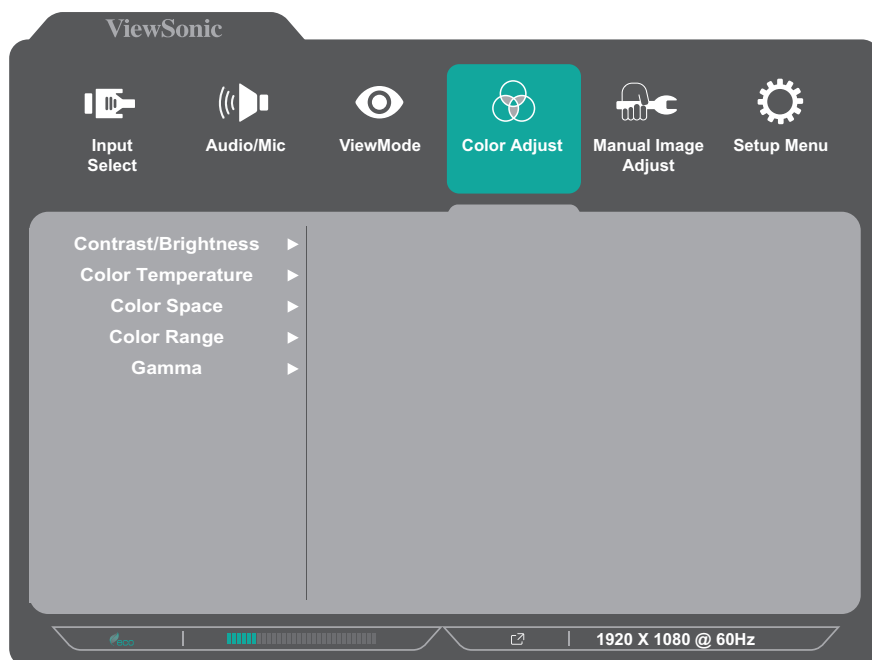 ViewSonic
Input
Select
Audio/Mic
ViewMode
Color Adjust
Manual Image
Adjust
Setup Menu
Contrast/Brightness
Color Temperature
Color Space
Color Range
Gamma
eco
1920 X 1080 @ 60Hz